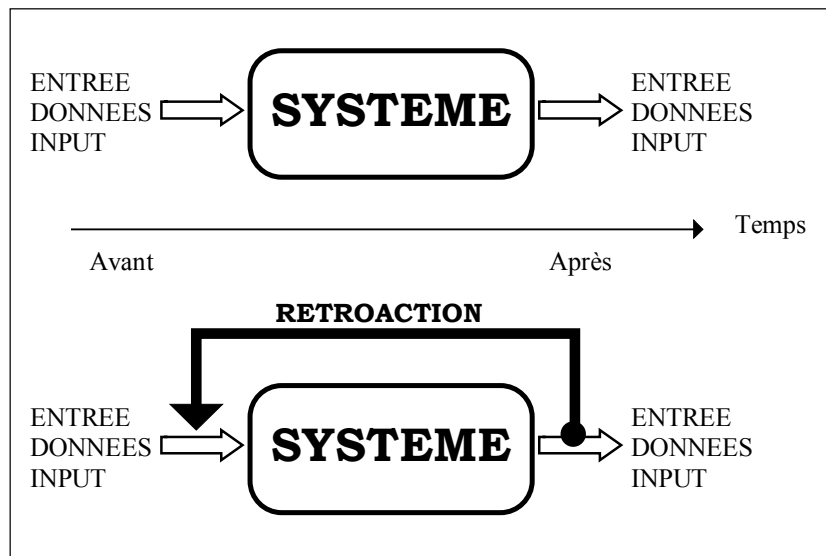 ENTREE
DONNEES
INPUT
SYSTEME
ENTREE
DONNEES
INPUT
Temps
Avant
Après
RETROACTION
ENTREE
DONNEES
INPUT
SYSTEME
ENTREE
DONNEES
INPUT